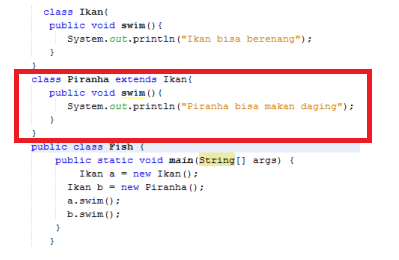 class Ikan{
public void swim(){
System.out.println("Ikan bisa berenang");
}
}
class Piranha extends Ikan{
public void swim(){
System.out.println("Piranha bisa makan daging");
}
}
public class Fish {
public static void main(String[] args) {
Ikan a = new Ikan();
Ikan b = new Piranha();
a.swim();
b.swim();
}
}